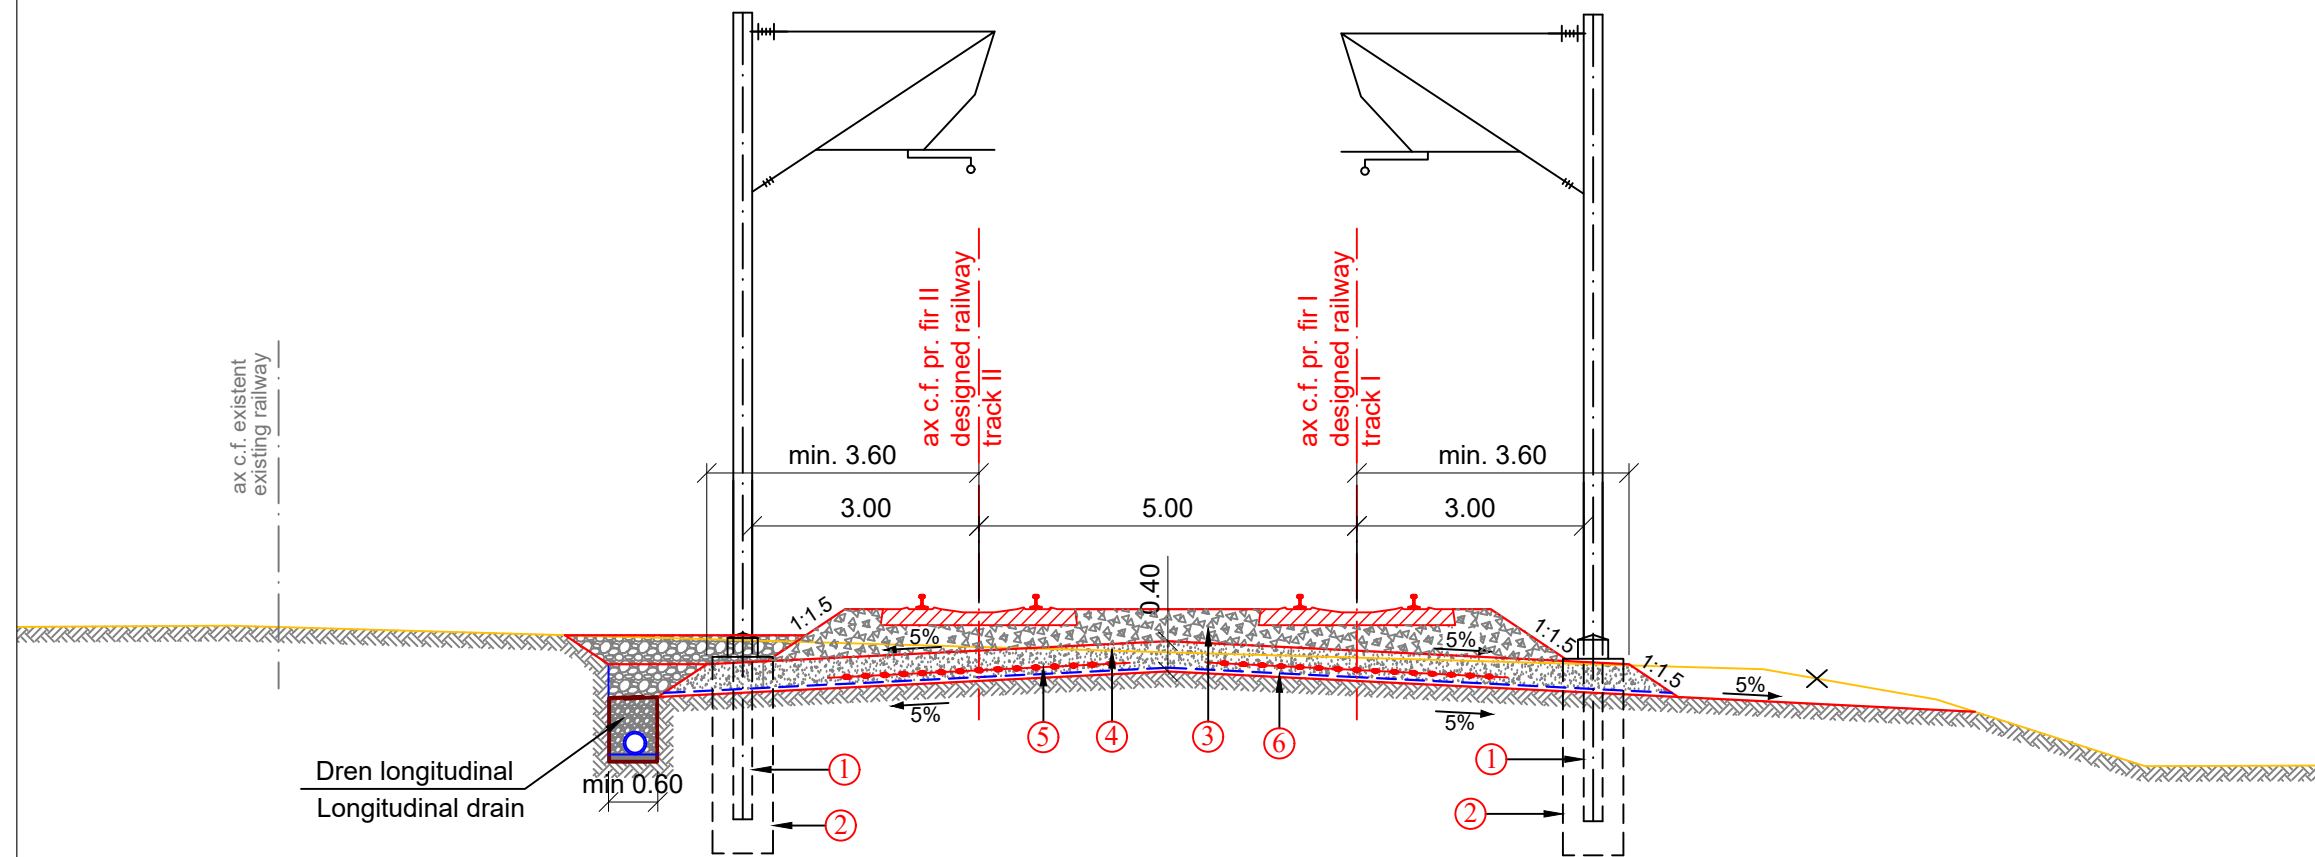 ax c.f. existent
existing railway
ax c.f. pr. fir II
designed railway
track II
ax c.f. pr. fir I
designed railway
track I
min. 3.60
min. 3.60
3.00
5.00
3.00
0.40
1:1.5
1:1.5
1:1.5
5%
5%
5%
5%
5%
5
4
3
6
1
1
2
2
Dren longitudinal
Longitudinal drain
min 0.60